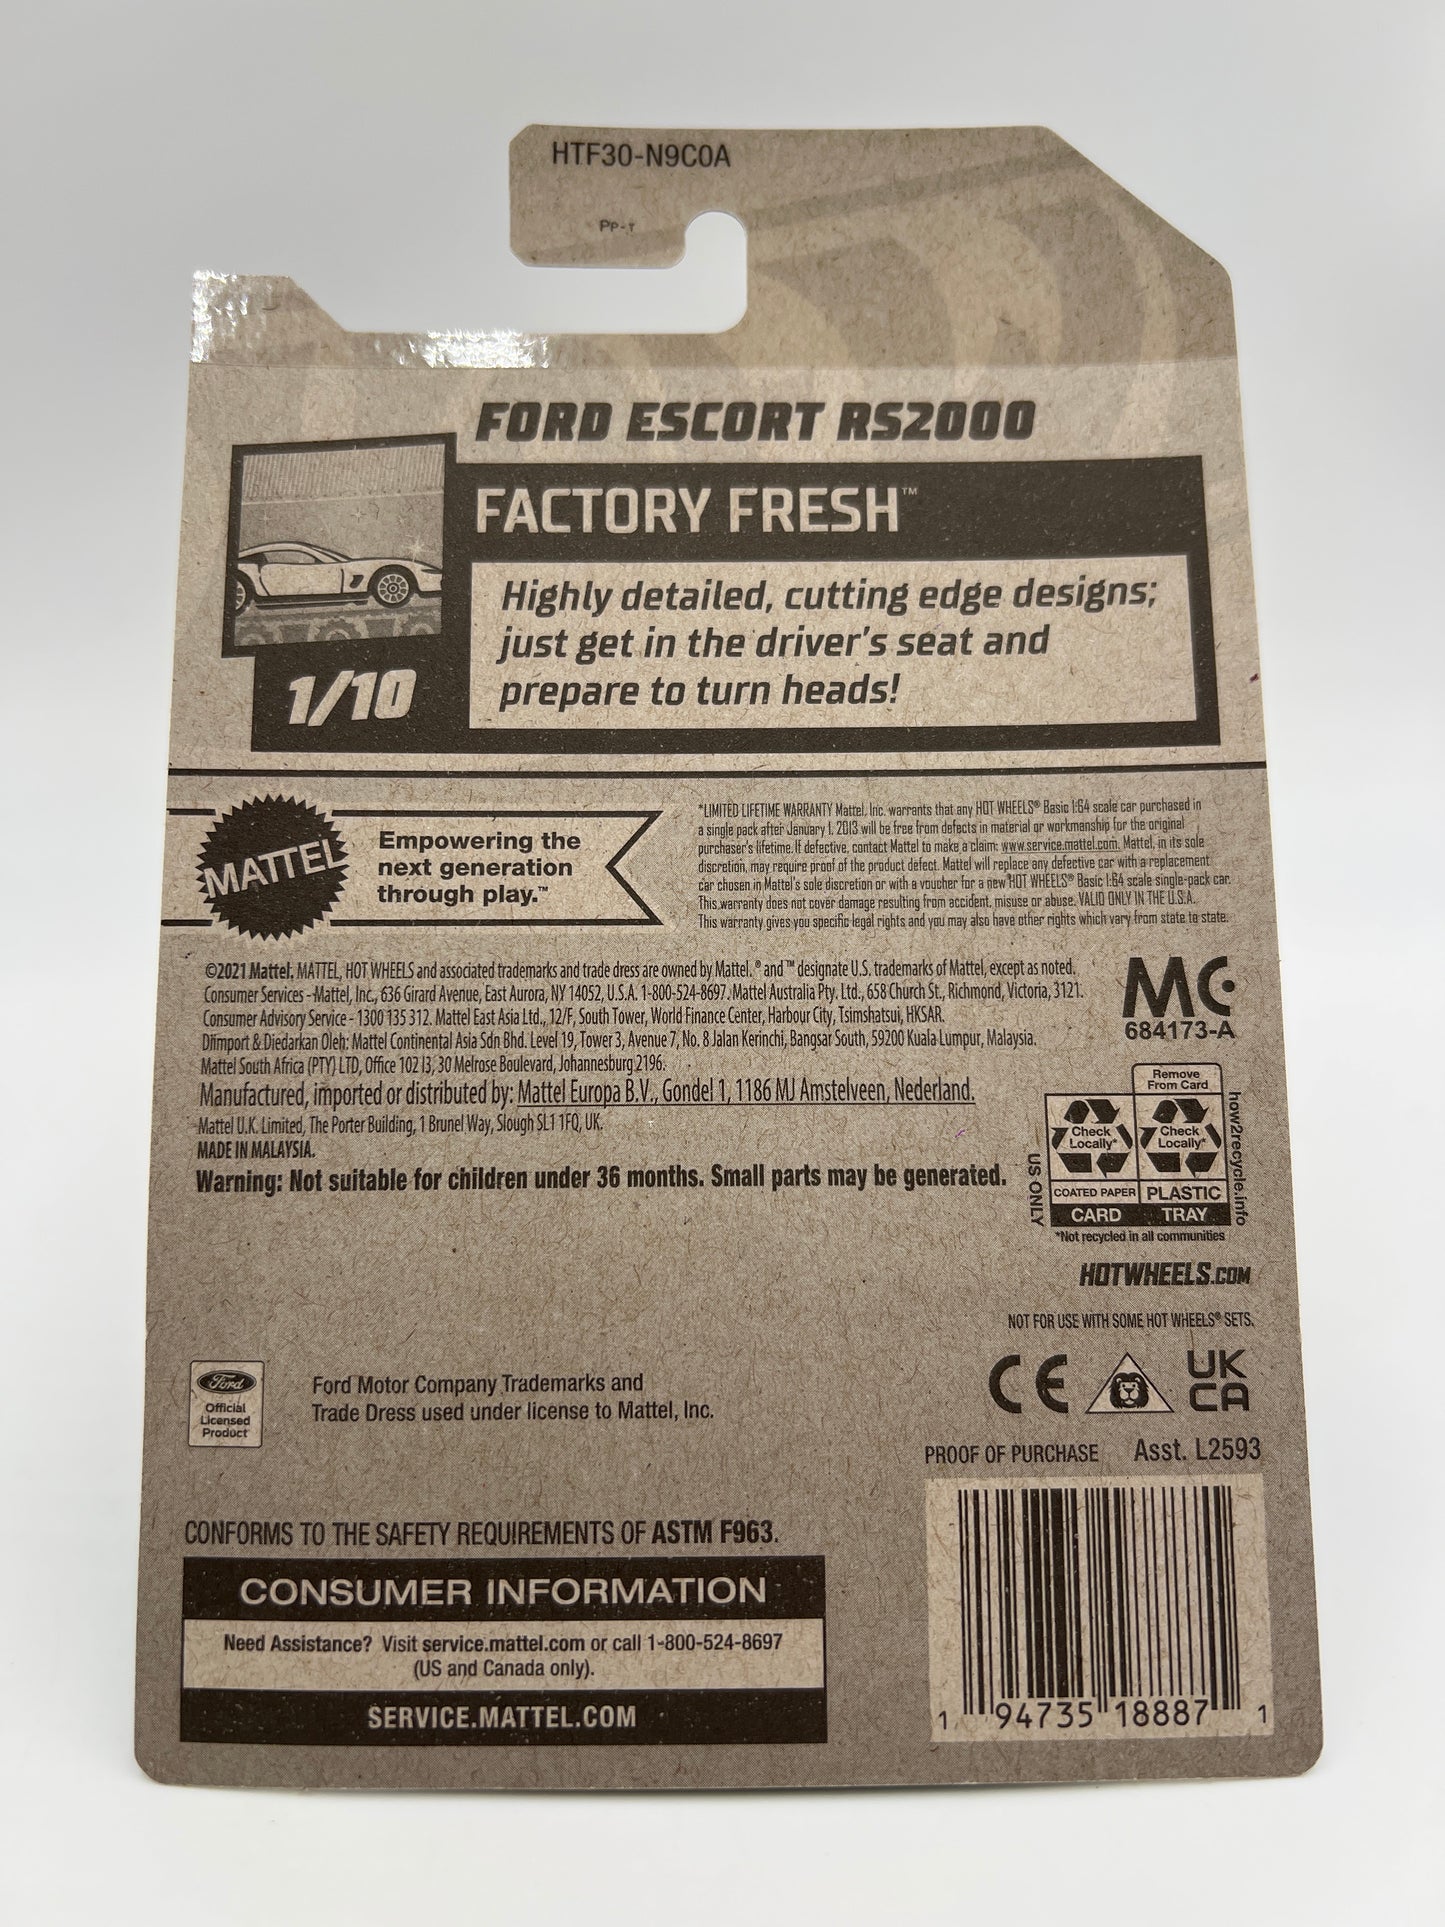 HTF30-N9C0A
PP-T
FORD ESCORT RS2000
FACTORY FRESH™
Highly detailed, cutting edge designs;
just get in the driver's seat and
prepare to turn heads!
1/10
MATTEL
Empowering the
next generation
through play.™
*LIMITED LIFETIME WARRANTY Mattel, Inc. warrants that any HOT WHEELS® Basic 1:64 scale car purchased in
a single pack after January 1, 2013 will be free from defects in material or workmanship for the original
purchaser's lifetime. If defective, contact Mattel to make a claim: www.service.mattel.com. Mattel, in its sole
discretion, may require proof of the product defect. Mattel will replace any defective car with a replacement
car chosen in Mattel's sole discretion or with a voucher for a new HOT WHEELS® Basic 1:64 scale single-pack car.
This warranty does not cover damage resulting from accident, misuse or abuse. VALID ONLY IN THE U.S.A.
This warranty gives you specific legal rights and you may also have other rights which vary from state to state.
©2021 Mattel. MATTEL, HOT WHEELS and associated trademarks and trade dress are owned by Mattel. ® and ™ designate U.S. trademarks of Mattel, except as noted.
Consumer Services - Mattel, Inc., 636 Girard Avenue, East Aurora, NY 14052, U.S.A. 1-800-524-8697. Mattel Australia Pty. Ltd., 658 Church St., Richmond, Victoria, 3121.
Consumer Advisory Service - 1300 135 312. Mattel East Asia Ltd., 12/F, South Tower, World Finance Center, Harbour City, Tsimshatsui, HKSAR.
Diimport & Diedarkan Oleh: Mattel Continental Asia Sdn Bhd. Level 19, Tower 3, Avenue 7, No. 8 Jalan Kerinchi, Bangsar South, 59200 Kuala Lumpur, Malaysia.
Mattel South Africa (PTY) LTD, Office 102 I3, 30 Melrose Boulevard, Johannesburg 2196.
Manufactured, imported or distributed by: Mattel Europa B.V., Gondel 1, 1186 MJ Amstelveen, Nederland.
Mattel U.K. Limited, The Porter Building, 1 Brunel Way, Slough SL1 1FQ, UK.
MADE IN MALAYSIA.
Warning: Not suitable for children under 36 months. Small parts may be generated.
MC
684173-A
Remove
From Card
Check
Locally*
Check
Locally*
COATED PAPER
PLASTIC
CARD
TRAY
US ONLY
how2recycle.info
*Not recycled in all communities
HOTWHEELS.COM
NOT FOR USE WITH SOME HOT WHEELS® SETS.
Ford
Official
Licensed
Product
Ford Motor Company Trademarks and
Trade Dress used under license to Mattel, Inc.
CE
UK
CA
PROOF OF PURCHASE Asst. L2593
CONFORMS TO THE SAFETY REQUIREMENTS OF ASTM F963.
CONSUMER INFORMATION
Need Assistance? Visit service.mattel.com or call 1-800-524-8697
(US and Canada only).
SERVICE.MATTEL.COM
1 94735 18887 1